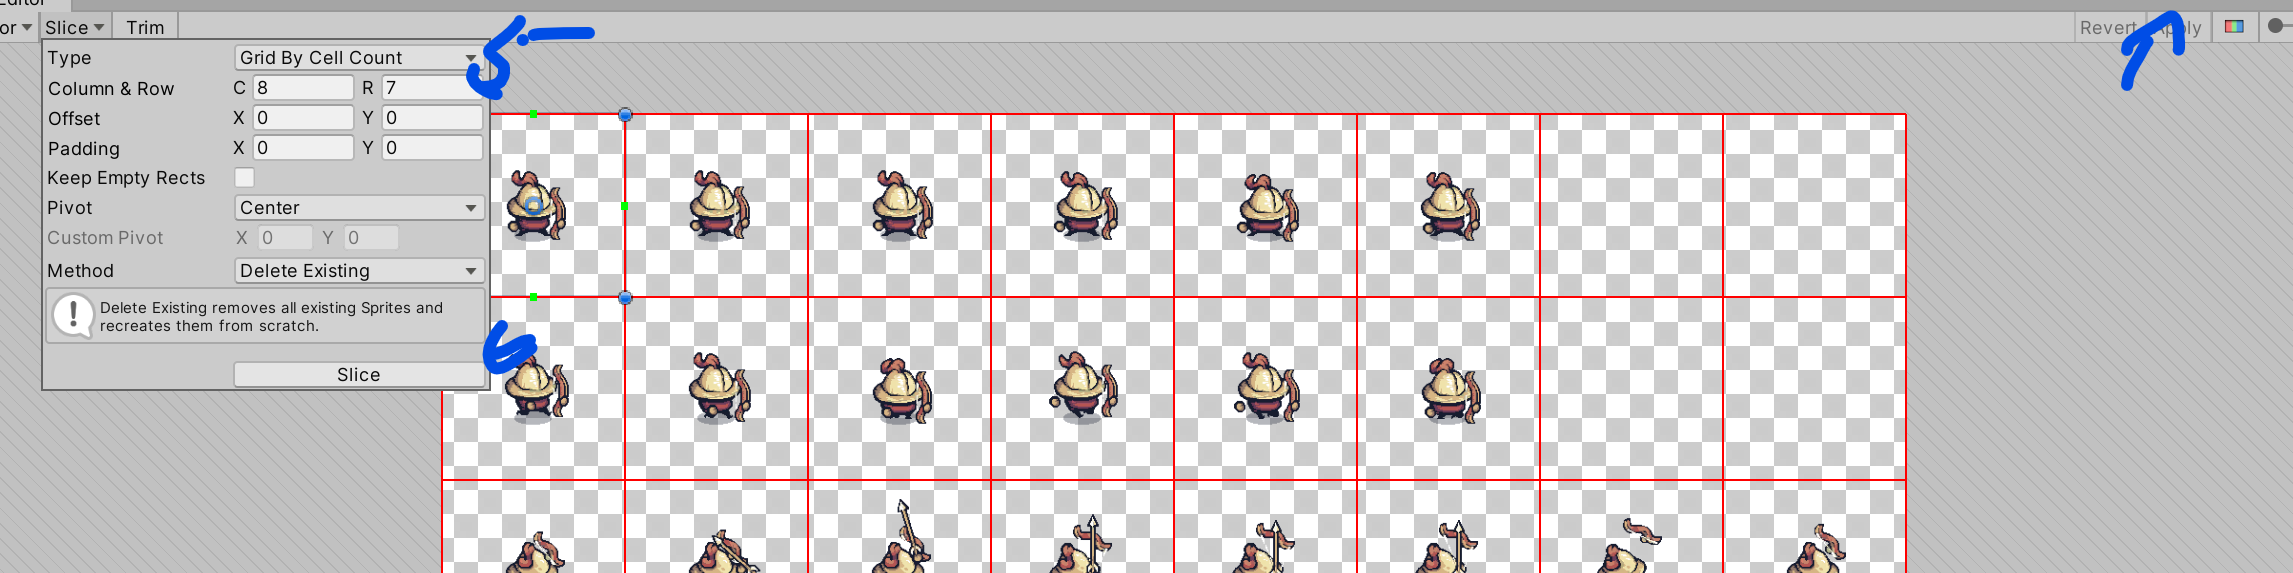 Editor
or Slice Trim Revert Apply
Type Grid By Cell Count 5
Column & Row C 8 R 7
Offset X 0 Y 0
Padding X 0 Y 0
Keep Empty Rects
Pivot Center
Custom Pivot X 0 Y 0
Method Delete Existing
Delete Existing removes all existing Sprites and
recreates them from scratch.
6
Slice